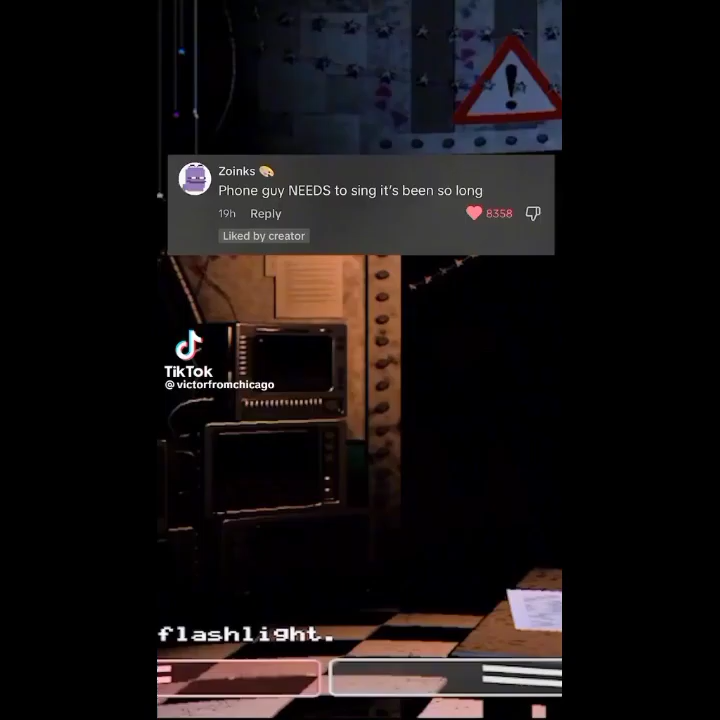 Zoinks 🎨
Phone guy NEEDS to sing it's been so long
19h Reply 8358
Liked by creator
TikTok
@victorfromchicago
flashlight.